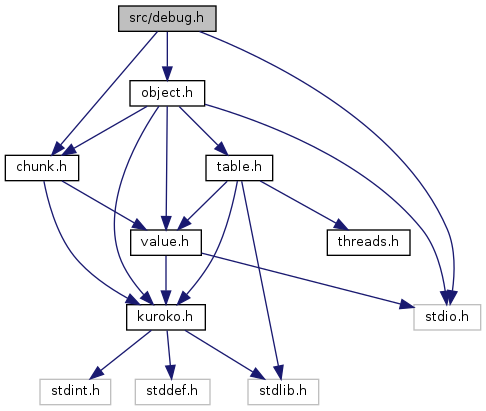 src/debug.h
object.h
chunk.h
table.h
value.h
threads.h
kuroko.h
stdio.h
stdint.h
stddef.h
stdlib.h